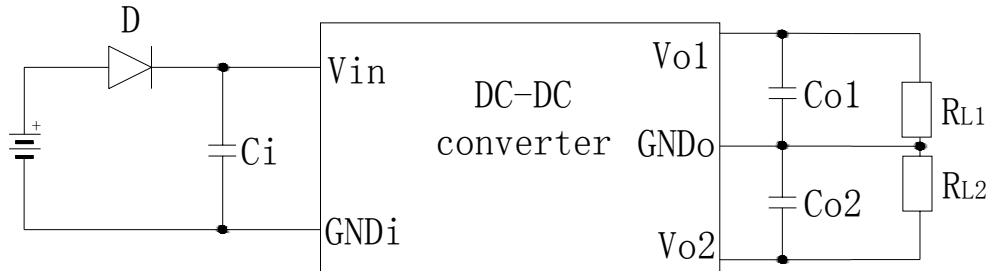 D
+
Vin
Ci
GNDi
DC-DC
converter
Vo1
GNDo
Vo2
Co1
Co2
RL1
RL2